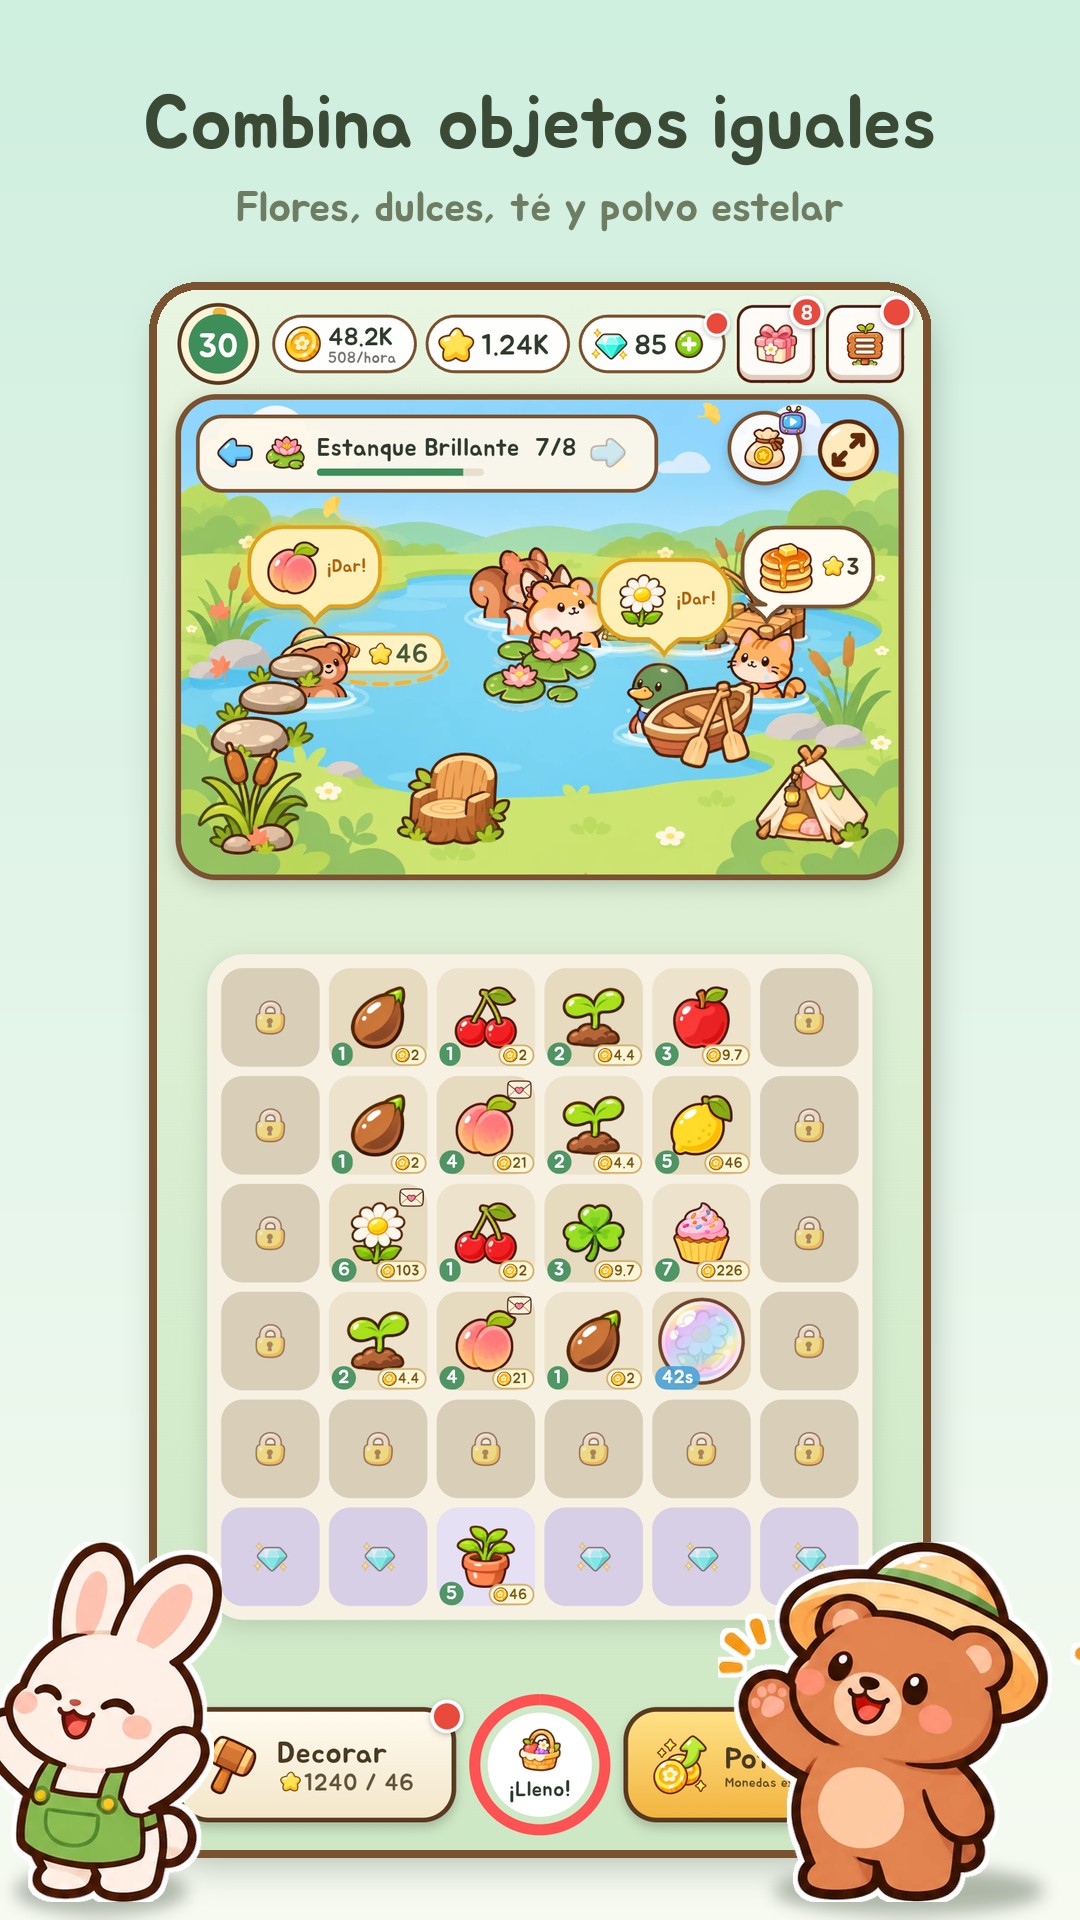 Combina objetos iguales
Flores, dulces, té y polvo estelar
30
48.2K
508/hora
1.24K
85
8
Estanque Brillante 7/8
¡Dar!
¡Dar!
3
46
1 2
1 2
2 4.4
3 9.7
1 2
4 21
2 4.4
5 46
6 103
1 2
3 9.7
7 226
2 4.4
4 21
1 2
42s
5 46
Decorar
1240 / 46
¡Lleno!
Monedas